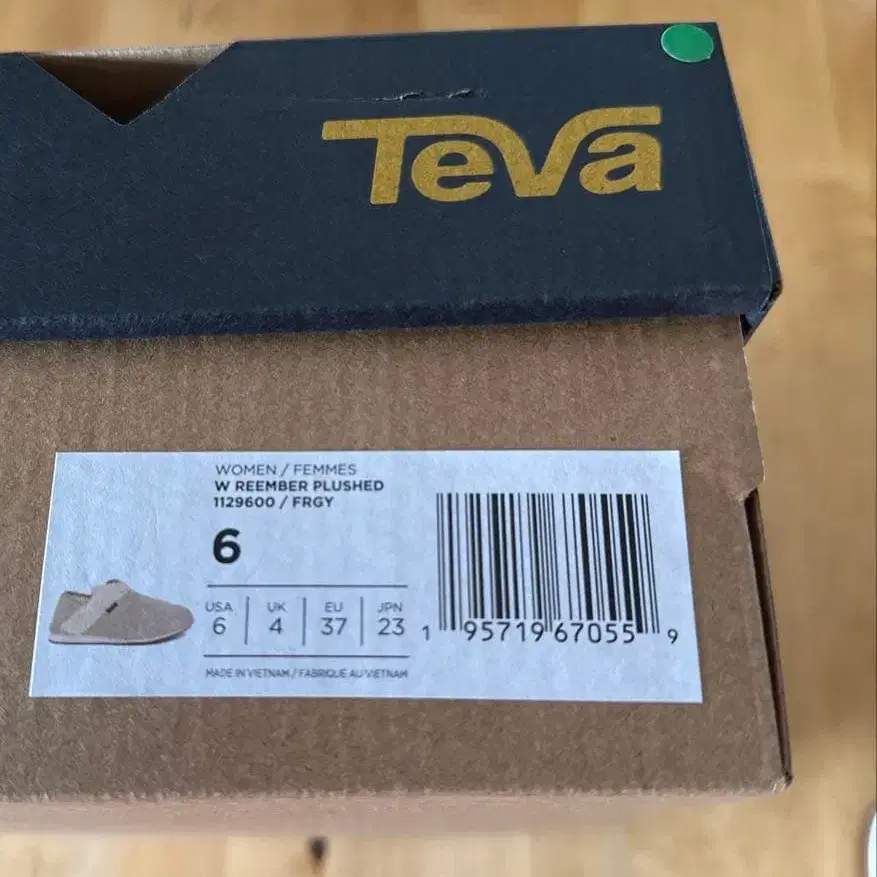 Teva
WOMEN / FEMMES
W REEMBER PLUSHED
1129600 / FRGY
6
USA UK EU JPN
6 4 37 23
MADE IN VIETNAM / FABRIQUÉ AU VIETNAM
1 95719 67055 9